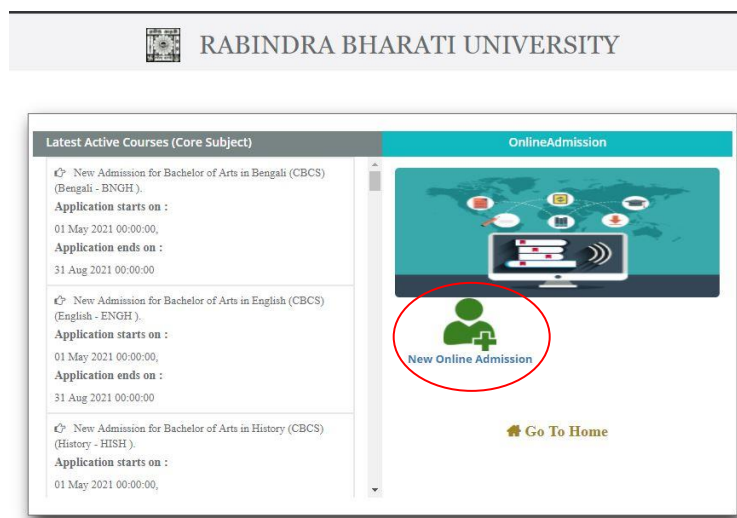 RABINDRA BHARATI UNIVERSITY
Latest Active Courses (Core Subject)
New Admission for Bachelor of Arts in Bengali (CBCS)
(Bengali - BNGH ).
Application starts on :
01 May 2021 00:00:00,
Application ends on :
31 Aug 2021 00:00:00
New Admission for Bachelor of Arts in English (CBCS)
(English - ENGH ).
Application starts on :
01 May 2021 00:00:00,
Application ends on :
31 Aug 2021 00:00:00
New Admission for Bachelor of Arts in History (CBCS)
(History - HISH ).
Application starts on :
01 May 2021 00:00:00,
OnlineAdmission
New Online Admission
Go To Home